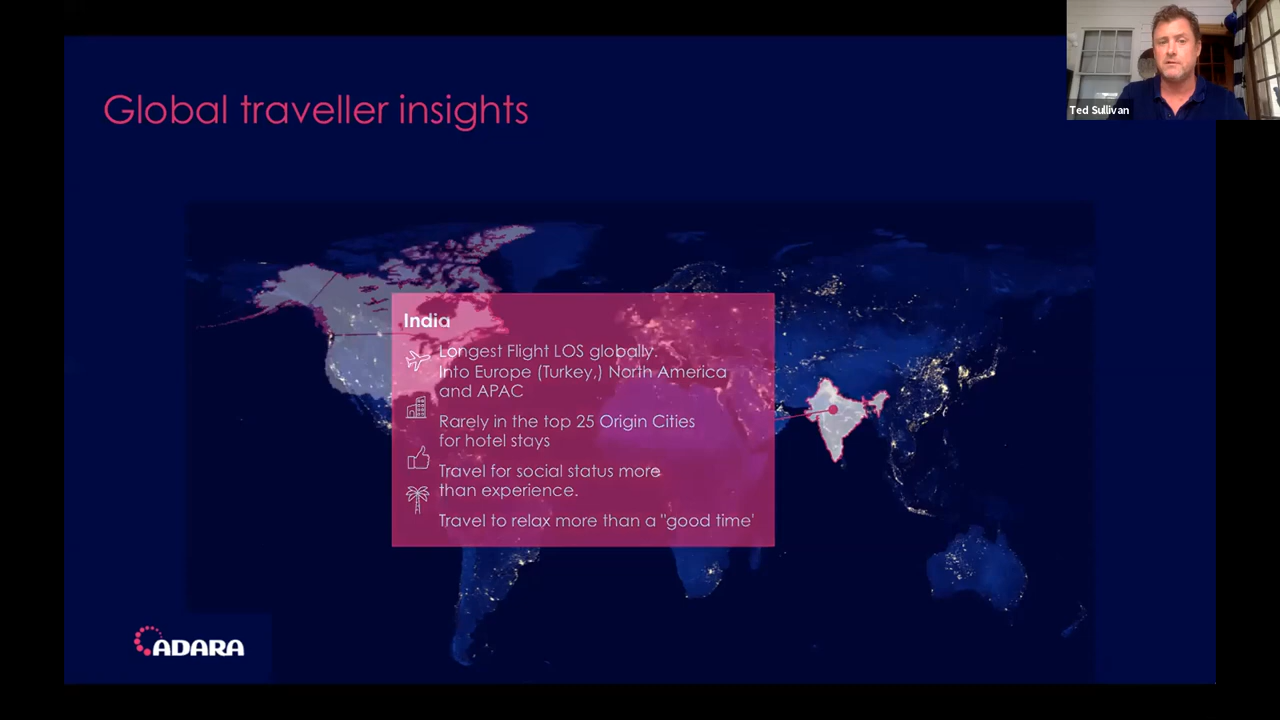 Global traveller insights
Ted Sullivan
India
Longest Flight LOS globally.
Into Europe (Turkey,) North America
and APAC
Rarely in the top 25 Origin Cities
for hotel stays
Travel for social status more
than experience.
Travel to relax more than a "good time'
ADARA